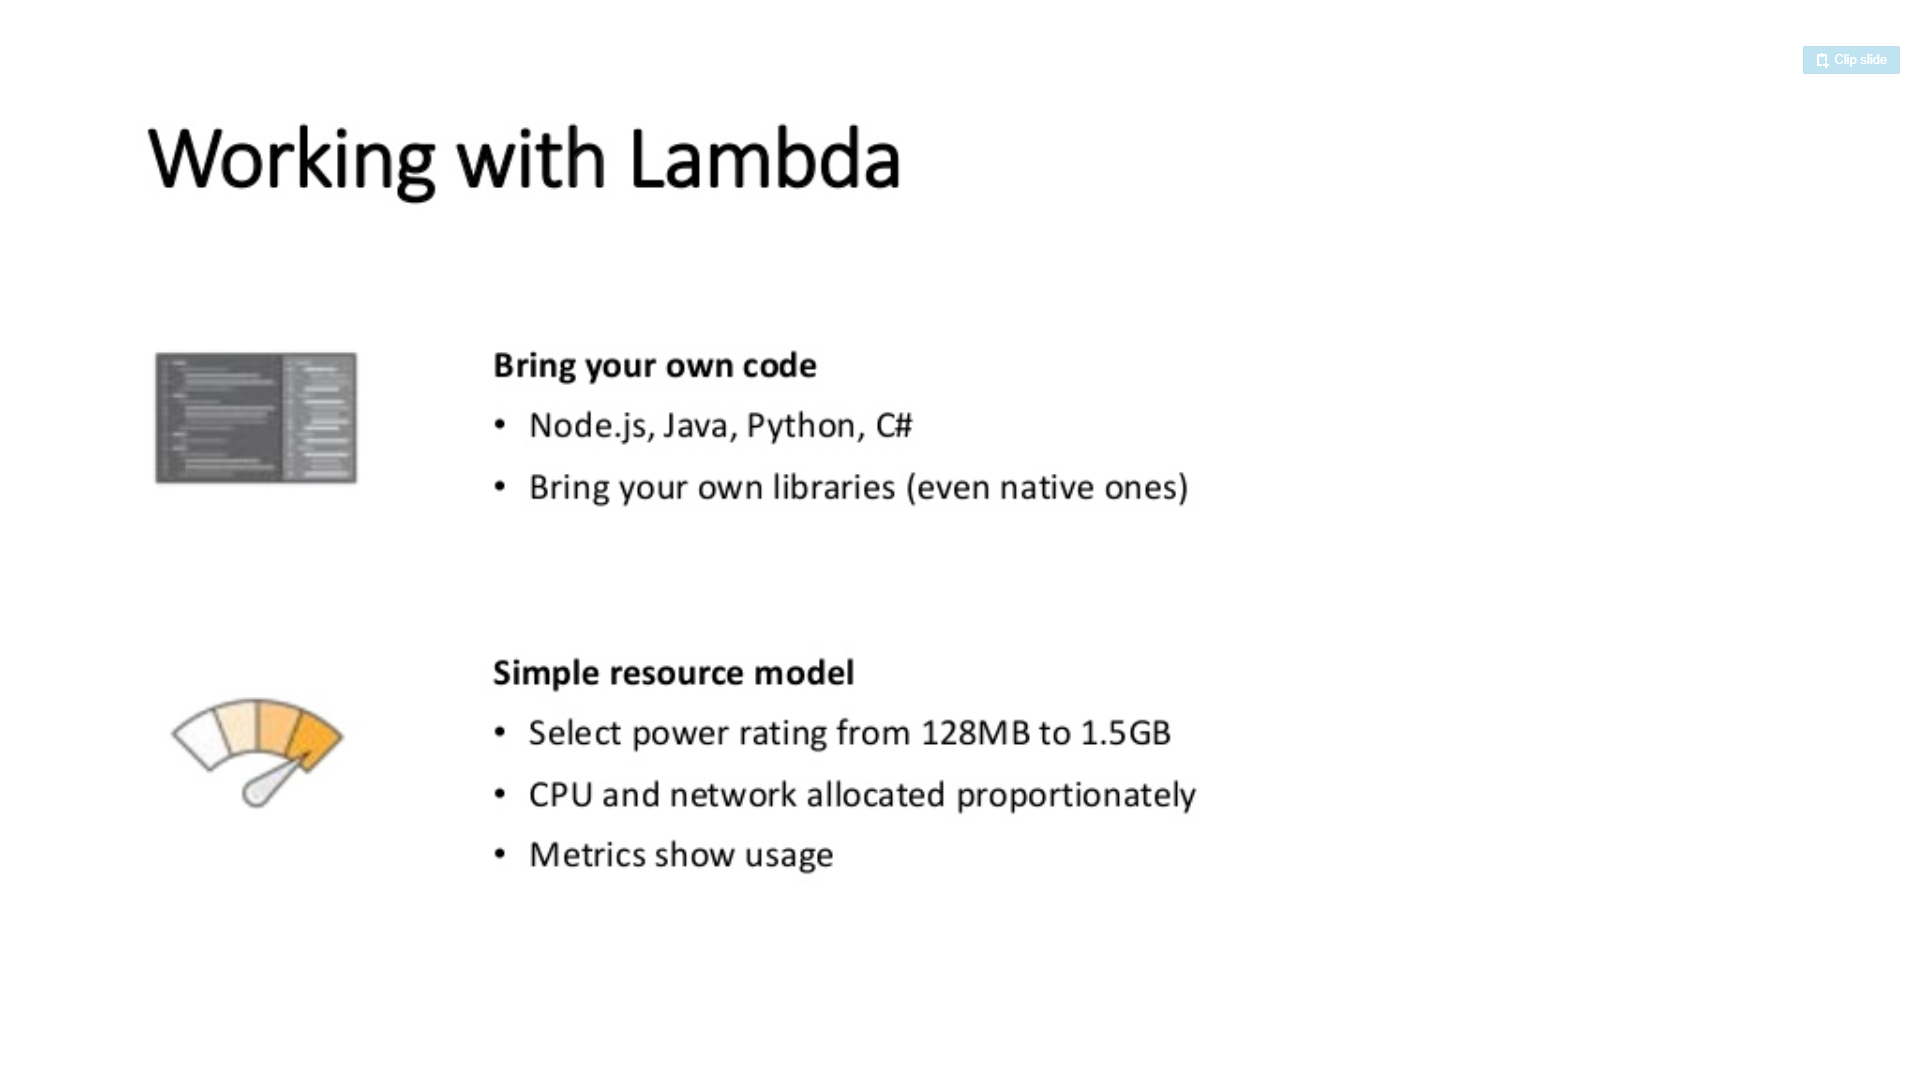 Clip slide
Working with Lambda
Bring your own code
• Node.js, Java, Python, C#
• Bring your own libraries (even native ones)
Simple resource model
• Select power rating from 128MB to 1.5GB
• CPU and network allocated proportionately
• Metrics show usage